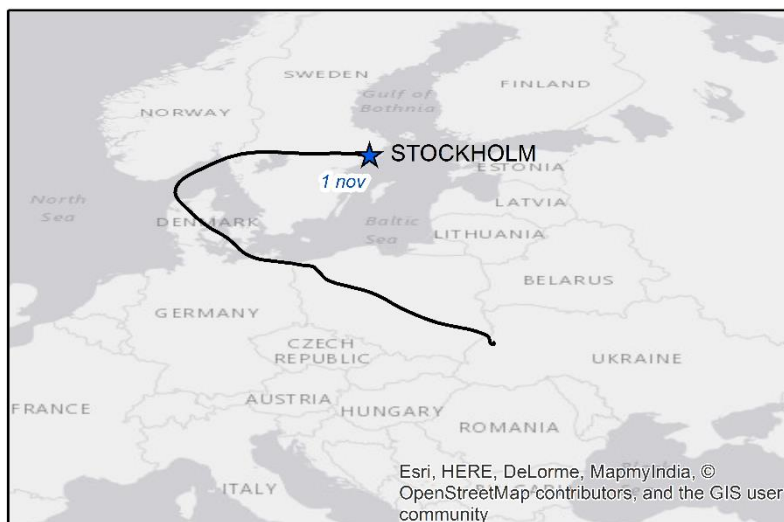 SWEDEN
FINLAND
Gulf of
Bothnia
NORWAY
STOCKHOLM
ESTONIA
1 nov
North
Sea
LATVIA
DENMARK
Baltic
Sea
LITHUANIA
BELARUS
GERMANY
CZECH
REPUBLIC
UKRAINE
AUSTRIA
FRANCE
HUNGARY
ROMANIA
Esri, HERE, DeLorme, MapmyIndia, ©
ITALY
OpenStreetMap contributors, and the GIS user
community